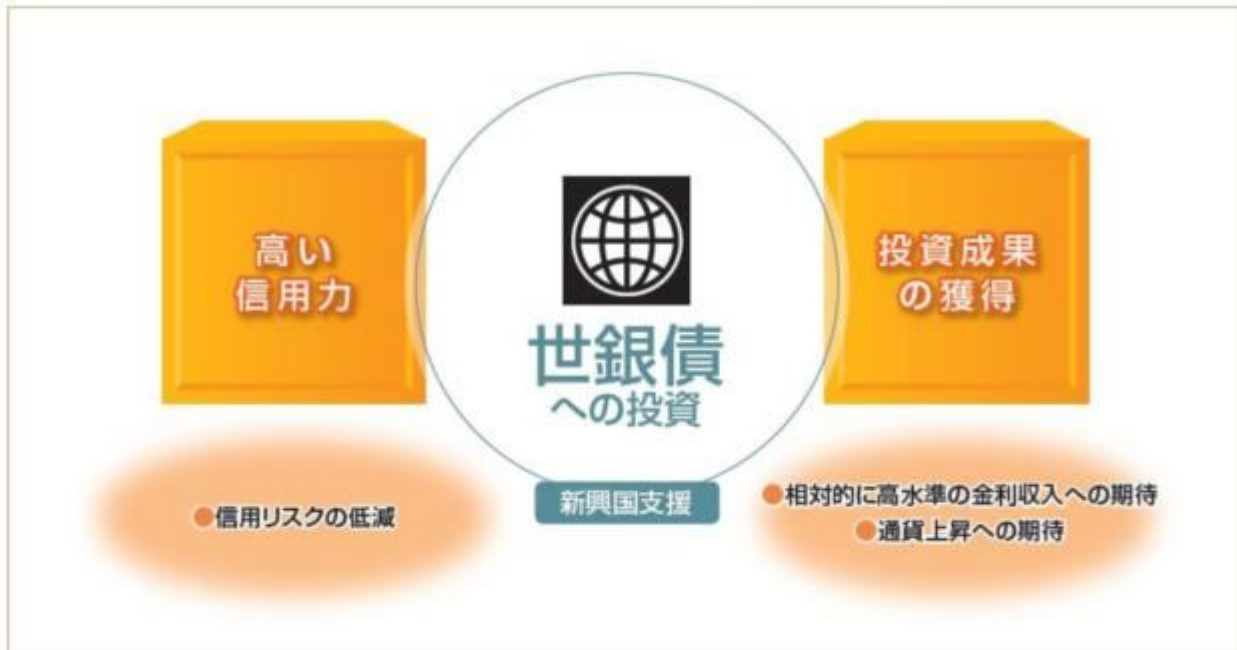 高い
信用力
世銀債
への投資
新興国支援
投資成果
の獲得
●信用リスクの低減
●相対的に高水準の金利収入への期待
●通貨上昇への期待